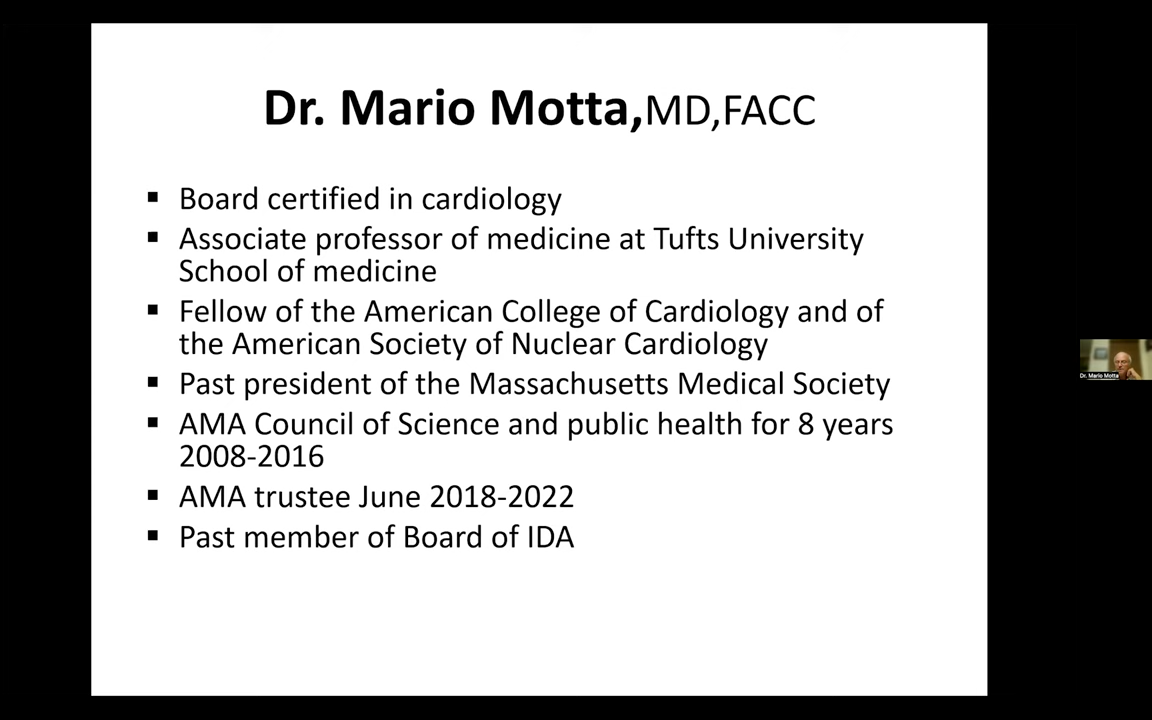 Dr. Mario Motta,MD,FACC
▪ Board certified in cardiology
▪ Associate professor of medicine at Tufts University
School of medicine
▪ Fellow of the American College of Cardiology and of
the American Society of Nuclear Cardiology
▪ Past president of the Massachusetts Medical Society
▪ AMA Council of Science and public health for 8 years
2008-2016
▪ AMA trustee June 2018-2022
▪ Past member of Board of IDA
Dr. Mario Motta